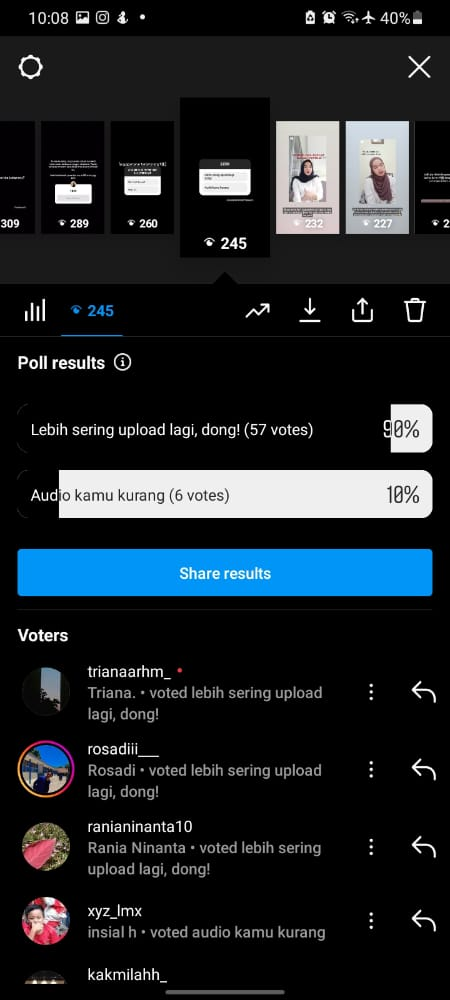 10:08
40%
309
289
260
245
232
227
2
245
Poll results
Lebih sering upload lagi, dong! (57 votes)
90%
Audio kamu kurang (6 votes)
10%
Share results
Voters
trianaarhm_
Triana. • voted lebih sering upload
lagi, dong!
rosadiii___
Rosadi • voted lebih sering upload
lagi, dong!
ranianinanta10
Rania Ninanta • voted lebih sering
upload lagi, dong!
xyz_lmx
insial h • voted audio kamu kurang
kakmilahh_